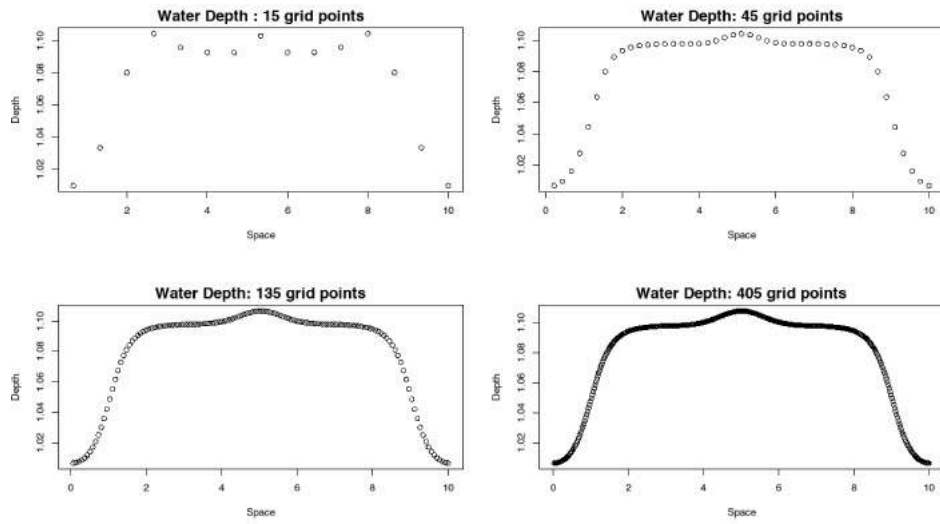 Water Depth : 15 grid points
Depth
1.02 1.04 1.06 1.08 1.10
2 4 6 8 10
Space
Water Depth: 45 grid points
Depth
1.02 1.04 1.06 1.08 1.10
0 2 4 6 8 10
Space
Water Depth: 135 grid points
Depth
1.02 1.04 1.06 1.08 1.10
0 2 4 6 8 10
Space
Water Depth: 405 grid points
Depth
1.02 1.04 1.06 1.08 1.10
0 2 4 6 8 10
Space